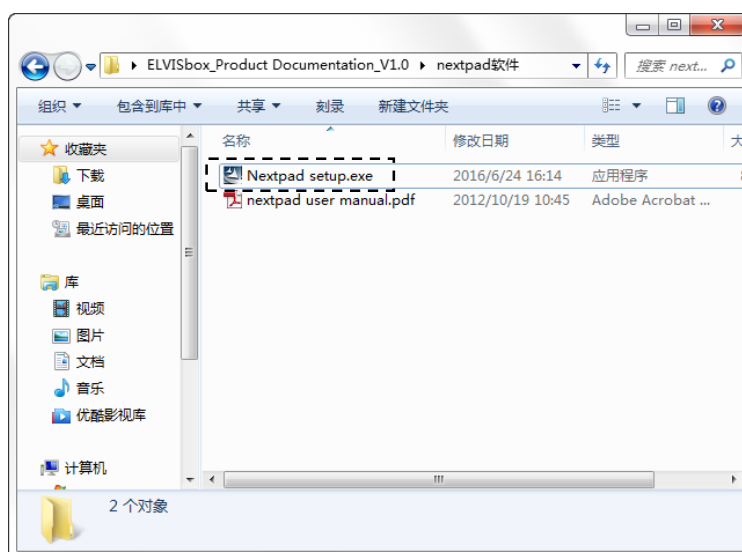 ELVISbox_Product Documentation_V1.0 nextpad软件
搜索 next...
组织 包含到库中 共享 刻录 新建文件夹
收藏夹
下载
桌面
最近访问的位置
库
视频
图片
文档
音乐
优酷影视库
计算机
名称 修改日期 类型 大
Nextpad setup.exe 2016/6/24 16:14 应用程序
nextpad user manual.pdf 2012/10/19 10:45 Adobe Acrobat ...
2 个对象